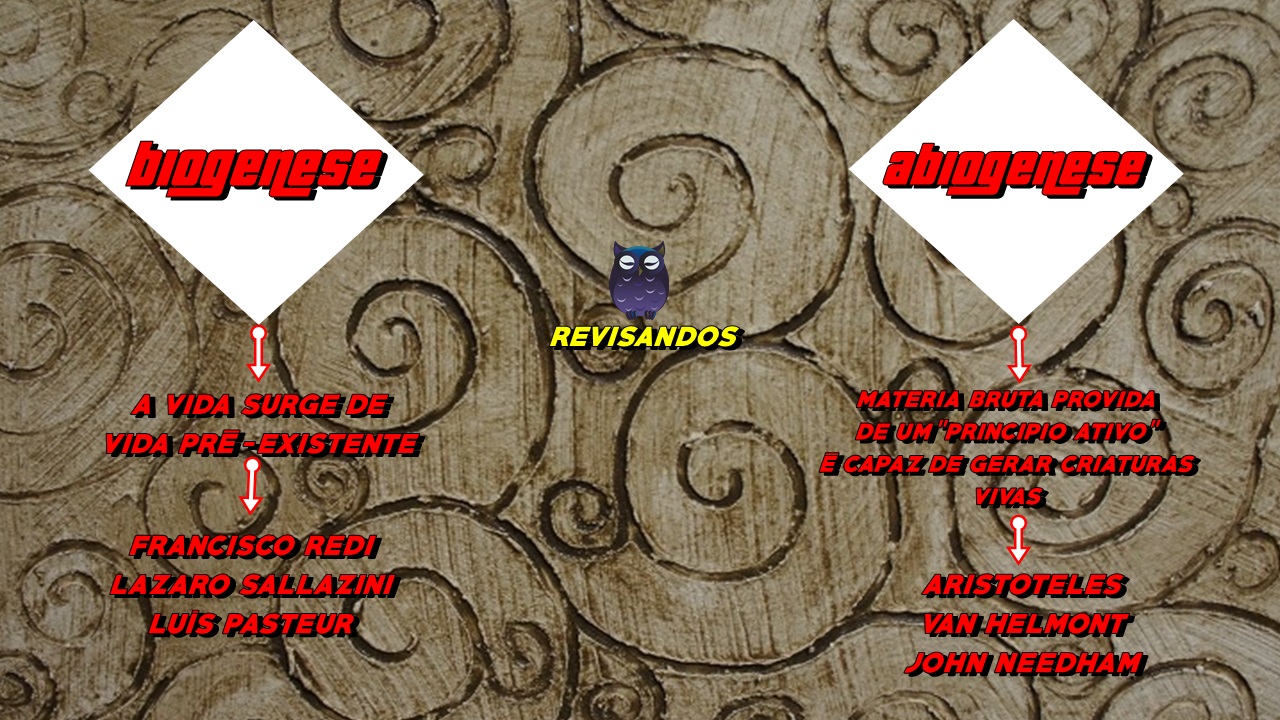 BIOGENESE
A VIDA SURGE DE
VIDA PRÉ-EXISTENTE
FRANCISCO REDI
LAZARO SALLAZINI
LUÍS PASTEUR
REVISANDOS
ABIOGENESE
MATERIA BRUTA PROVIDA
DE UM "PRINCIPIO ATIVO"
É CAPAZ DE GERAR CRIATURAS
VIVAS
ARISTOTELES
VAN HELMONT
JOHN NEEDHAM